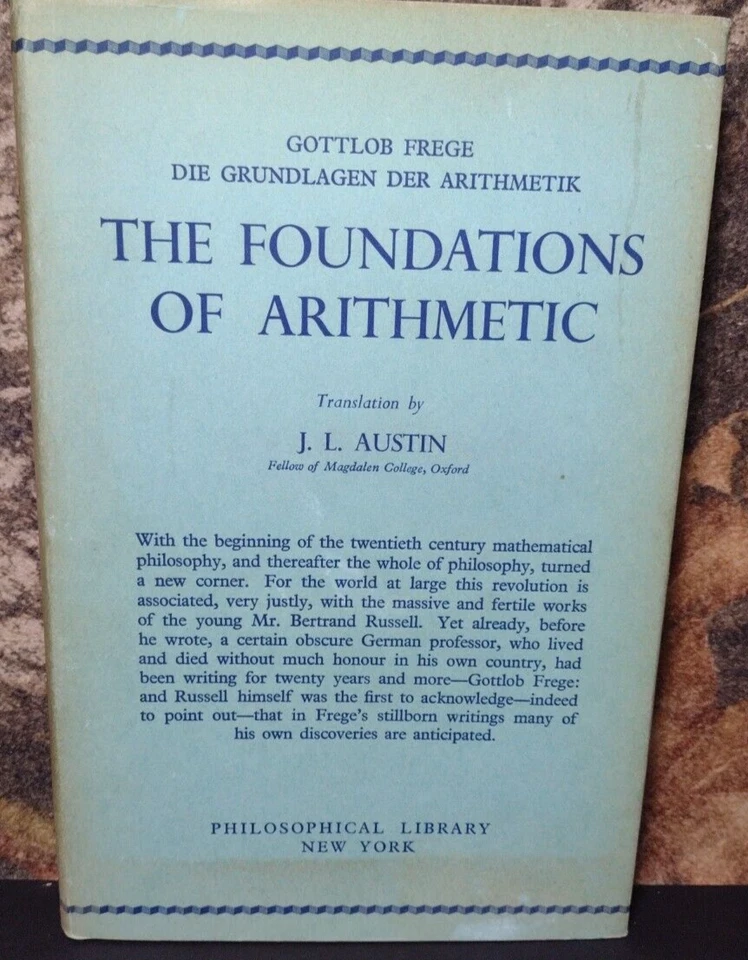 GOTTLOB FREGE
DIE GRUNDLAGEN DER ARITHMETIK
THE FOUNDATIONS
OF ARITHMETIC
Translation by
J. L. AUSTIN
Fellow of Magdalen College, Oxford
With the beginning of the twentieth century mathematical
philosophy, and thereafter the whole of philosophy, turned
a new corner. For the world at large this revolution is
associated, very justly, with the massive and fertile works
of the young Mr. Bertrand Russell. Yet already, before
he wrote, a certain obscure German professor, who lived
and died without much honour in his own country, had
been writing for twenty years and more—Gottlob Frege:
and Russell himself was the first to acknowledge—indeed
to point out—that in Frege's stillborn writings many of
his own discoveries are anticipated.
PHILOSOPHICAL LIBRARY
NEW YORK